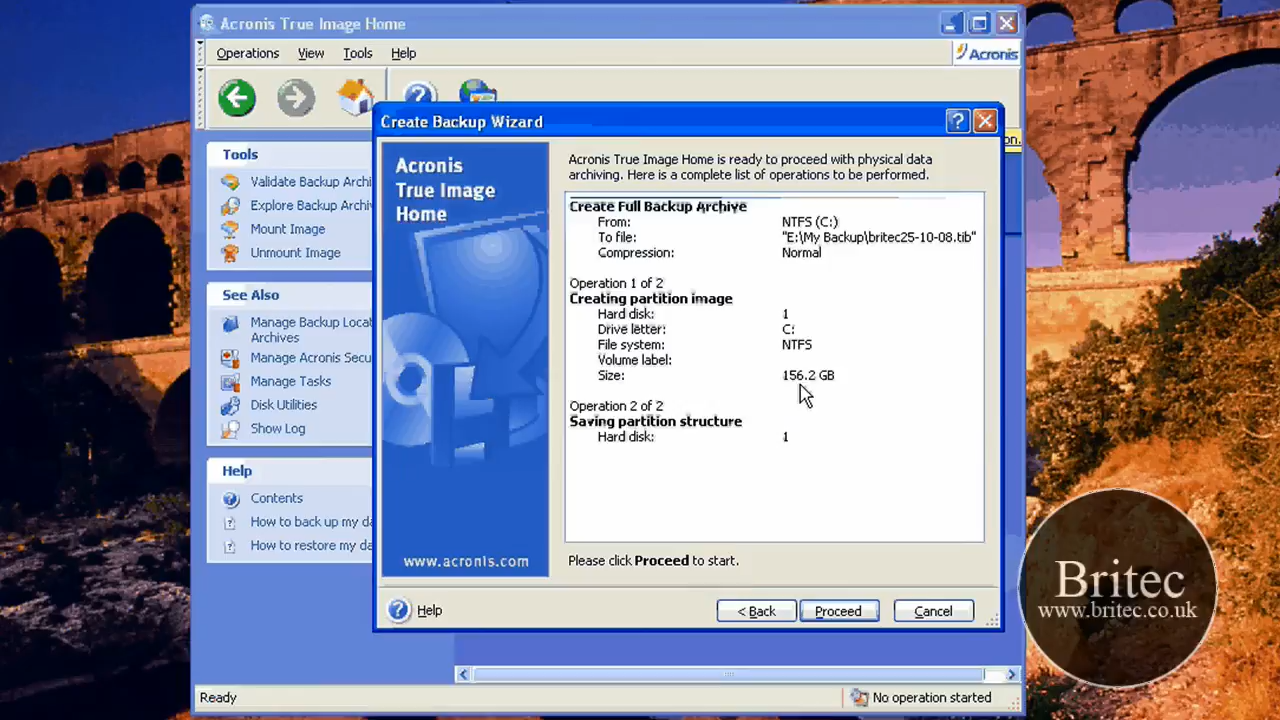 Acronis True Image Home
Operations View Tools Help
Acronis
Tools
Validate Backup Archi
Explore Backup Archi
Mount Image
Unmount Image
See Also
Manage Backup Locat
Archives
Manage Acronis Secu
Manage Tasks
Disk Utilities
Show Log
Help
Contents
How to back up my da
How to restore my da
on.
Create Backup Wizard
Acronis
True Image
Home
www.acronis.com
Acronis True Image Home is ready to proceed with physical data
archiving. Here is a complete list of operations to be performed.
Create Full Backup Archive
From: NTFS (C:)
To file: "E:\My Backup\britec25-10-08.tib"
Compression: Normal
Operation 1 of 2
Creating partition image
Hard disk: 1
Drive letter: C:
File system: NTFS
Volume label:
Size: 156.2 GB
Operation 2 of 2
Saving partition structure
Hard disk: 1
Please click Proceed to start.
Help
< Back Proceed Cancel
Ready
No operation started
Britec
www.britec.co.uk